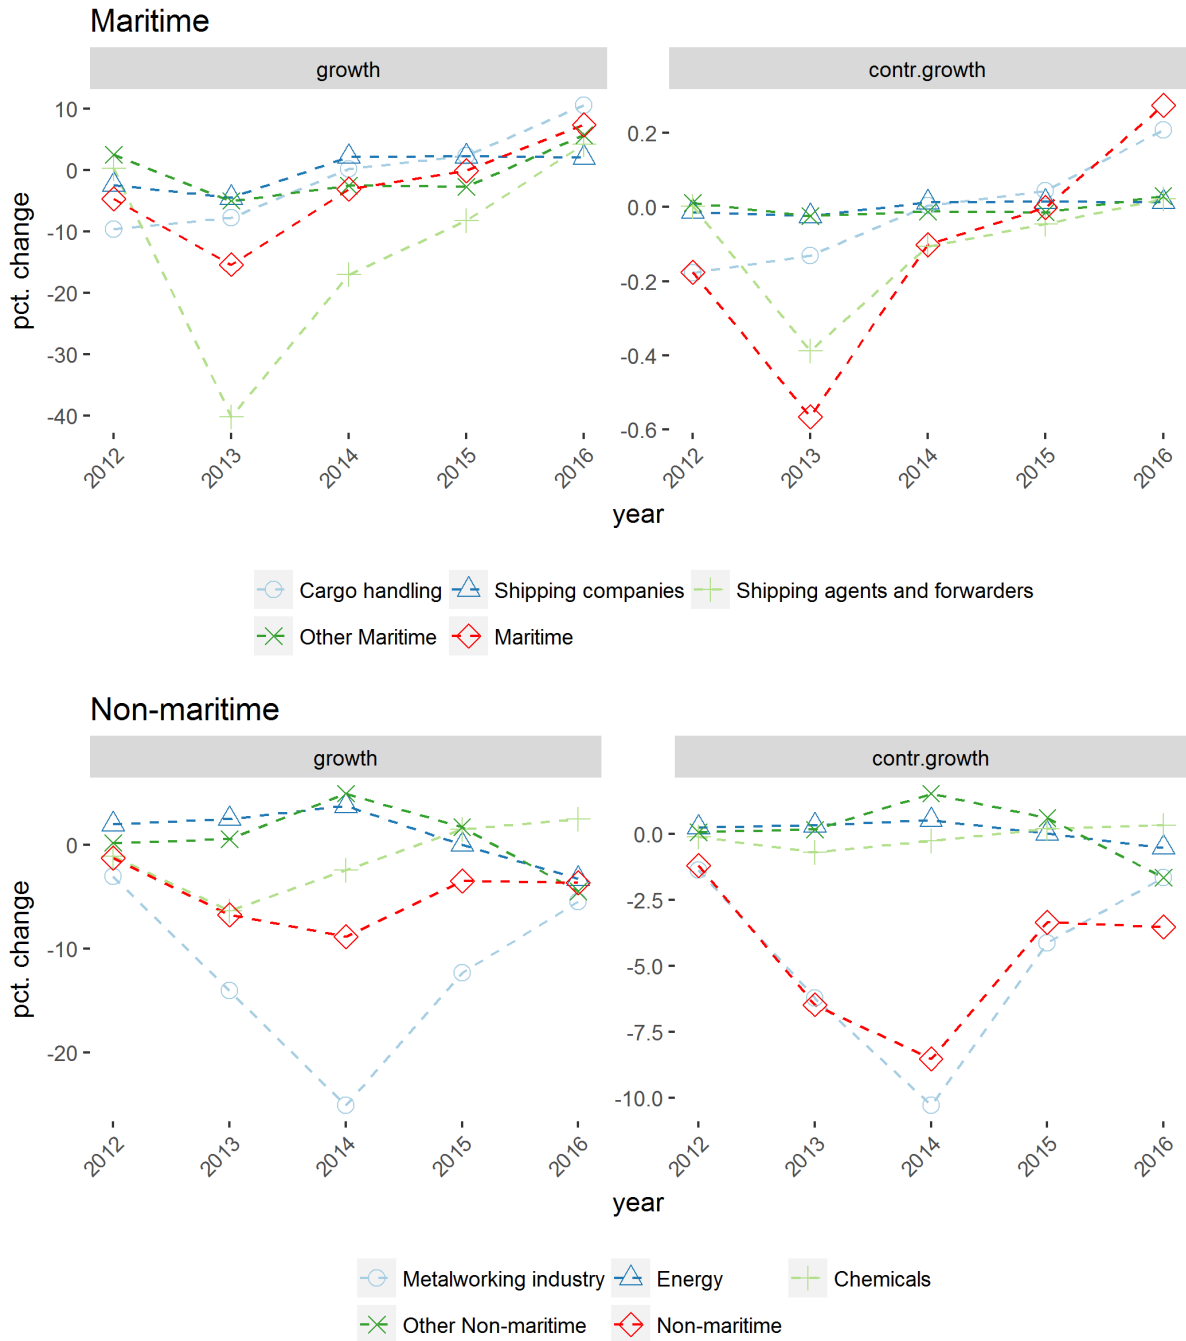 Maritime
growth
contr.growth
pct. change
10
0
-10
-20
-30
-40
0.2
0.0
-0.2
-0.4
-0.6
2012 2013 2014 2015 2016
2012 2013 2014 2015 2016
year
Cargo handling Shipping companies Shipping agents and forwarders
Other Maritime Maritime
Non-maritime
growth
contr.growth
pct. change
0
-10
-20
0.0
-2.5
-5.0
-7.5
-10.0
2012 2013 2014 2015 2016
2012 2013 2014 2015 2016
year
Metalworking industry Energy Chemicals
Other Non-maritime Non-maritime